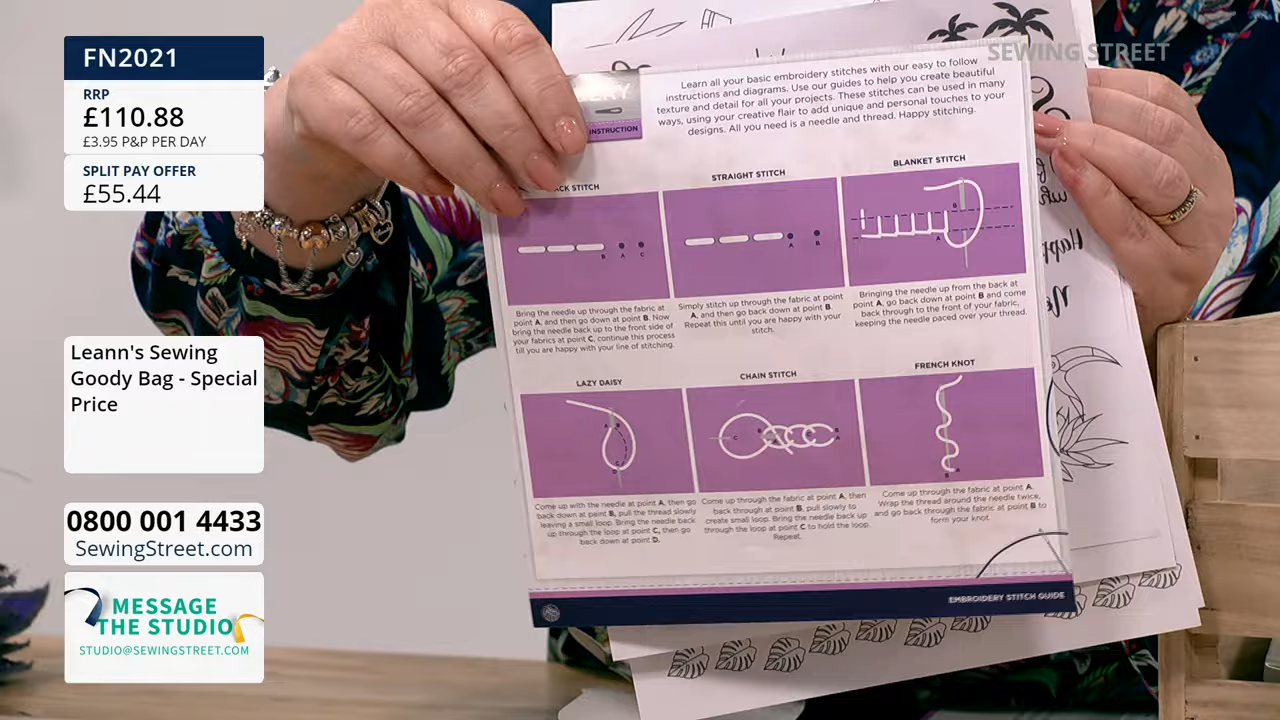 FN2021
RRP
£110.88
£3.95 P&P PER DAY
SPLIT PAY OFFER
£55.44
Leann's Sewing
Goody Bag - Special
Price
0800 001 4433
SewingStreet.com
MESSAGE
THE STUDIO
STUDIO@SEWINGSTREET.COM
SEWING STREET
INSTRUCTION
Learn all your basic embroidery stitches with our easy to follow
instructions and diagrams. Use our guides to help you create beautiful
texture and detail for all your projects. These stitches can be used in many
ways, using your creative flair to add unique and personal touches to your
designs. All you need is a needle and thread. Happy stitching.
STITCH
B A C
Bring the needle up through the fabric at
point A, and then go down at point B. Now
bring the needle back up to the front side of
your fabrics at point C, continue this process
till you are happy with your line of stitching.
STRAIGHT STITCH
A B
Simply stitch up through the fabric at point
A, and then go back down at point B.
Repeat this until you are happy with your
stitch.
BLANKET STITCH
B
A
Bringing the needle up from the back at
point A, go back down at point B and come
back through to the front of your fabric,
keeping the needle paced over your thread.
LAZY DAISY
Come up with the needle at point A, then go
back down at point B, pull the thread slowly
leaving a small loop. Bring the needle back
up through the loop at point C, then go
back down at point D.
CHAIN STITCH
Come up through the fabric at point A, then
back through at point B, pull slowly to
create small loop. Bring the needle back up
through the loop at point C to hold the loop.
Repeat.
FRENCH KNOT
Come up through the fabric at point A.
Wrap the thread around the needle twice,
and go back through the fabric at point B to
form your knot.
EMBROIDERY STITCH GUIDE